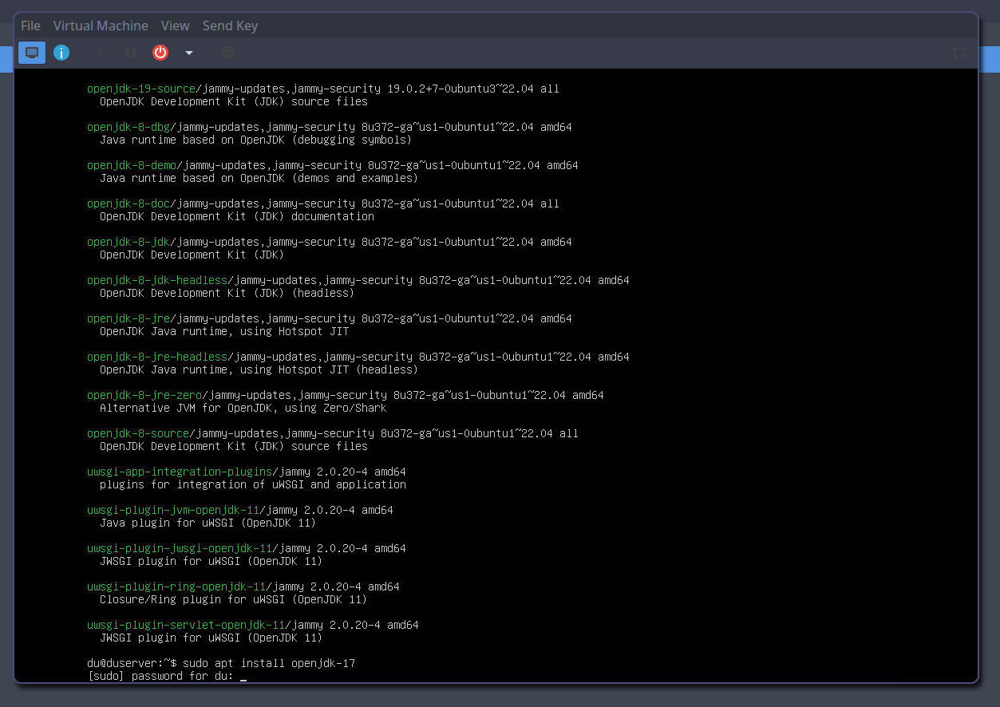 File Virtual Machine View Send Key
openjdk-19-source/jammy-updates,jammy-security 19.0.2+7-0ubuntu3~22.04 all
OpenJDK Development Kit (JDK) source files
openjdk-8-dbg/jammy-updates,jammy-security 8u372-ga~us1-0ubuntu1~22.04 amd64
Java runtime based on OpenJDK (debugging symbols)
openjdk-8-demo/jammy-updates,jammy-security 8u372-ga~us1-0ubuntu1~22.04 amd64
Java runtime based on OpenJDK (demos and examples)
openjdk-8-doc/jammy-updates,jammy-security 8u372-ga~us1-0ubuntu1~22.04 all
OpenJDK Development Kit (JDK) documentation
openjdk-8-jdk/jammy-updates,jammy-security 8u372-ga~us1-0ubuntu1~22.04 amd64
OpenJDK Development Kit (JDK)
openjdk-8-jdk-headless/jammy-updates,jammy-security 8u372-ga~us1-0ubuntu1~22.04 amd64
OpenJDK Development Kit (JDK) (headless)
openjdk-8-jre/jammy-updates,jammy-security 8u372-ga~us1-0ubuntu1~22.04 amd64
OpenJDK Java runtime, using Hotspot JIT
openjdk-8-jre-headless/jammy-updates,jammy-security 8u372-ga~us1-0ubuntu1~22.04 amd64
OpenJDK Java runtime, using Hotspot JIT (headless)
openjdk-8-jre-zero/jammy-updates,jammy-security 8u372-ga~us1-0ubuntu1~22.04 amd64
Alternative JVM for OpenJDK, using Zero/Shark
openjdk-8-source/jammy-updates,jammy-security 8u372-ga~us1-0ubuntu1~22.04 all
OpenJDK Development Kit (JDK) source files
uwsgi-app-integration-plugins/jammy 2.0.20-4 amd64
plugins for integration of uWSGI and application
uwsgi-plugin-jvm-openjdk-11/jammy 2.0.20-4 amd64
Java plugin for uWSGI (OpenJDK 11)
uwsgi-plugin-jwsgi-openjdk-11/jammy 2.0.20-4 amd64
JWSGI plugin for uWSGI (OpenJDK 11)
uwsgi-plugin-ring-openjdk-11/jammy 2.0.20-4 amd64
Closure/Ring plugin for uWSGI (OpenJDK 11)
uwsgi-plugin-servlet-openjdk-11/jammy 2.0.20-4 amd64
JWSGI plugin for uWSGI (OpenJDK 11)
du@duserver:~$ sudo apt install openjdk-17
[sudo] password for du: _